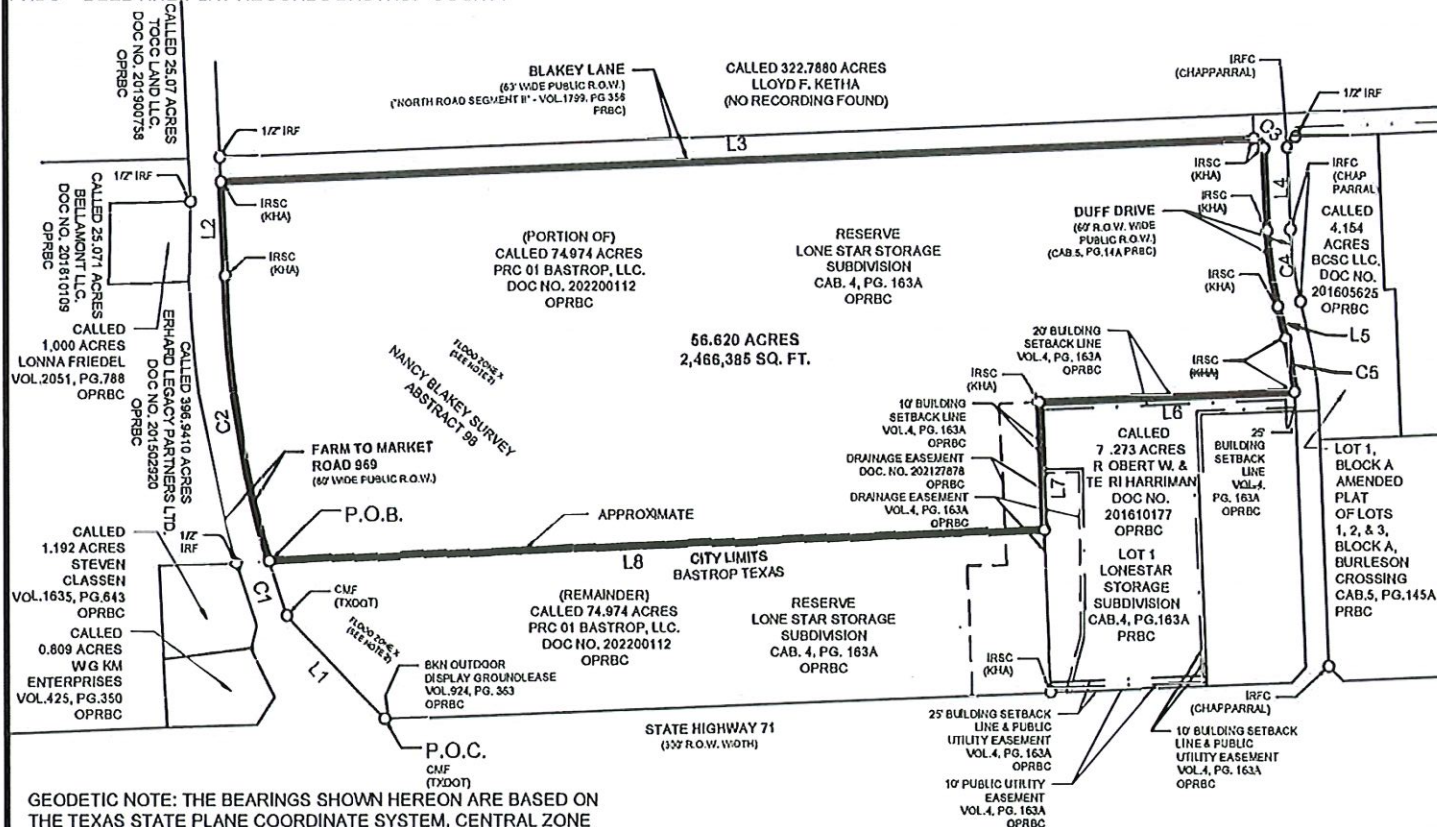 CALLED 25.07 ACRES
TOCC LAND LLC.
DOC NO. 201900758
OPRBC
BLAKEY LANE
(63' WIDE PUBLIC R.O.W.)
("NORTH ROAD SEGMENT II" - VOL.1799, PG 356
PRBC)
CALLED 322.7880 ACRES
LLOYD F. KETHA
(NO RECORDING FOUND)
IRFC
(CHAPPARRAL)
1/2" IRF
1/2" IRF
L3
C3
1/2" IRF
IRSC
(KHA)
IRSC
(KHA)
L4
IRFC
(CHAP
PARRAL
CALLED 25.071 ACRES
BELLAMONT LLC.
DOC NO. 201610109
OPRBC
L2
IRSC
(KHA)
(PORTION OF)
CALLED 74.974 ACRES
PRC 01 BASTROP, LLC.
DOC NO. 202200112
OPRBC
RESERVE
LONE STAR STORAGE
SUBDIVISION
CAB. 4, PG. 163A
OPRBC
DUFF DRIVE
(60' R.O.W. WIDE
PUBLIC R.O.W.)
(CAB.5, PG.14A PRBC)
IRSC
(KHA)
C4
IRSC
(KHA)
CALLED
4.154
ACRES
BCSC LLC.
DOC NO.
201605625
OPRBC
CALLED
1.000 ACRES
LONNA FRIEDEL
VOL.2051, PG.788
OPRBC
CALLED 396.9410 ACRES
ERHARD LEGACY PARTNERS LTD.
DOC NO. 201502920
OPRBC
56.620 ACRES
2,466,385 SQ. FT.
FLOOD ZONE X
(SEE NOTE 2)
NANCY BLAKEY SURVEY
ABSTRACT 98
20' BUILDING
SETBACK LINE
VOL.4, PG. 163A
OPRBC
L5
IRSC
(KHA)
C5
IRSC
(KHA)
C2
L6
10' BUILDING
SETBACK LINE
VOL.4, PG. 163A
OPRBC
DRAINAGE EASEMENT
DOC. NO. 202127878
OPRBC
DRAINAGE EASEMENT
VOL.4, PG. 163A
OPRBC
CALLED
7 .273 ACRES
R OBERT W. &
TE RI HARRIMAN
DOC NO.
201610177
OPRBC
25'
BUILDING
SETBACK
LINE
VOL.4.
PG. 163A
OPRBC
LOT 1,
BLOCK A
AMENDED
PLAT
OF LOTS
1, 2, & 3,
BLOCK A,
BURLESON
CROSSING
CAB.5, PG.145A
PRBC
FARM TO MARKET
ROAD 969
(80' WIDE PUBLIC R.O.W.)
L7
P.O.B.
APPROXIMATE
L8
CITY LIMITS
BASTROP TEXAS
1/2"
IRF
CALLED
1.192 ACRES
STEVEN
CLASSEN
VOL.1635, PG.643
OPRBC
C1
CMF
(TXDOT)
FLOOD ZONE X
(SEE NOTE 2)
(REMAINDER)
CALLED 74.974 ACRES
PRC 01 BASTROP, LLC.
DOC NO. 202200112
OPRBC
RESERVE
LONE STAR STORAGE
SUBDIVISION
CAB. 4, PG. 163A
OPRBC
LOT 1
LONESTAR
STORAGE
SUBDIVISION
CAB.4, PG.163A
PRBC
CALLED
0.809 ACRES
W G KM
ENTERPRISES
VOL.425, PG.350
OPRBC
L1
BKN OUTDOOR
DISPLAY GROUNDLEASE
VOL.924, PG. 363
OPRBC
IRSC
(KHA)
IRFC
(CHAPPARRAL)
STATE HIGHWAY 71
(330' R.O.W. WIDTH)
P.O.C.
CMF
(TXDOT)
25' BUILDING SETBACK
LINE & PUBLIC
UTILITY EASEMENT
VOL.4, PG. 163A
OPRBC
10' BUILDING SETBACK
LINE & PUBLIC
UTILITY EASEMENT
VOL.4, PG. 163A
OPRBC
10' PUBLIC UTILITY
EASEMENT
VOL.4, PG. 163A
OPRBC
GEODETIC NOTE: THE BEARINGS SHOWN HEREON ARE BASED ON
THE TEXAS STATE PLANE COORDINATE SYSTEM, CENTRAL ZONE